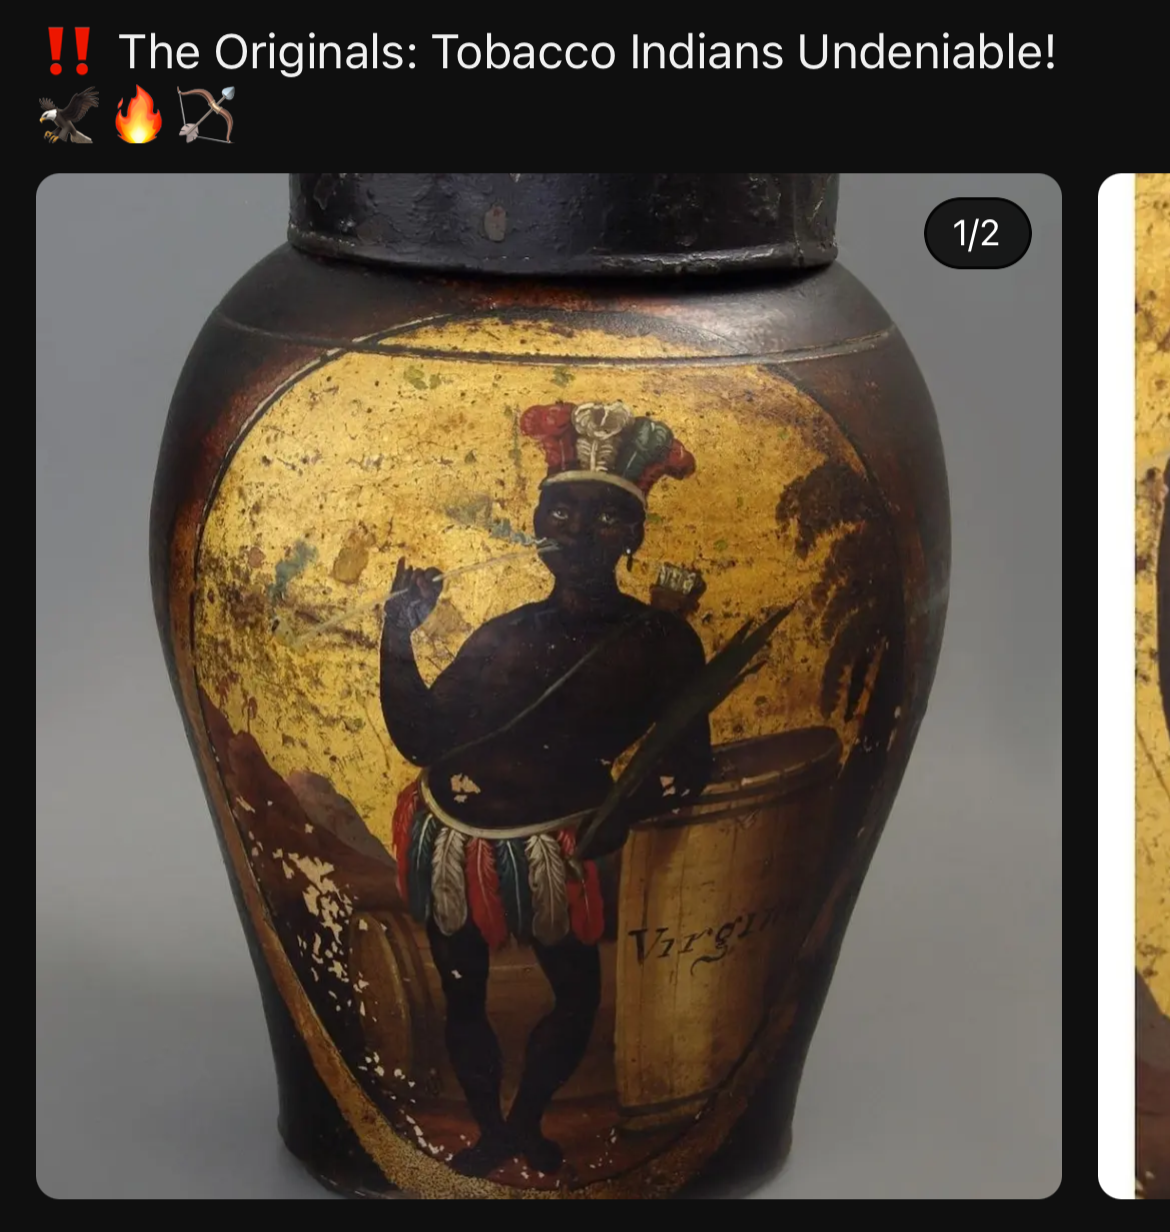 ‼️ The Originals: Tobacco Indians Undeniable!
🦅🔥🏹
1/2